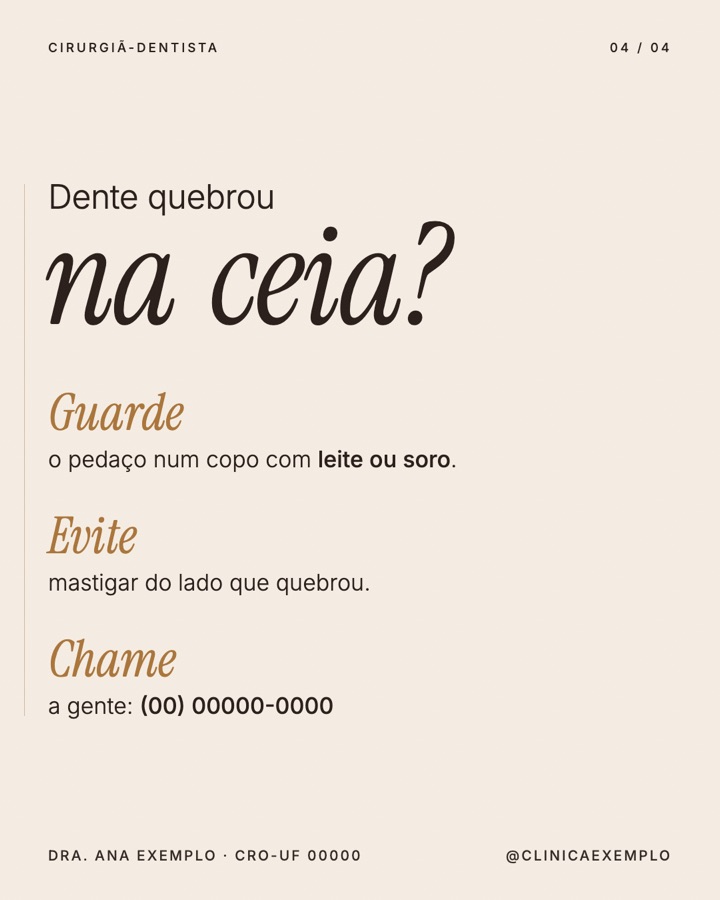 CIRURGIÃ-DENTISTA
04 / 04
Dente quebrou
na ceia?
Guarde
o pedaço num copo com leite ou soro.
Evite
mastigar do lado que quebrou.
Chame
a gente: (00) 00000-0000
DRA. ANA EXEMPLO · CRO-UF 00000
@CLINICAEXEMPLO